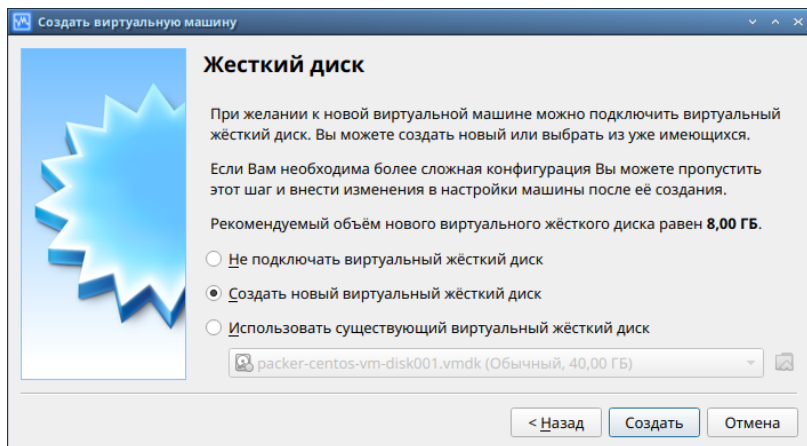 Создать виртуальную машину
Жесткий диск
При желании к новой виртуальной машине можно подключить виртуальный
жёсткий диск. Вы можете создать новый или выбрать из уже имеющихся.
Если Вам необходима более сложная конфигурация Вы можете пропустить
этот шаг и внести изменения в настройки машины после её создания.
Рекомендуемый объём нового виртуального жёсткого диска равен 8,00 ГБ.
Не подключать виртуальный жёсткий диск
Создать новый виртуальный жёсткий диск
Использовать существующий виртуальный жёсткий диск
packer-centos-vm-disk001.vmdk (Обычный, 40,00 ГБ)
< Назад Создать Отмена